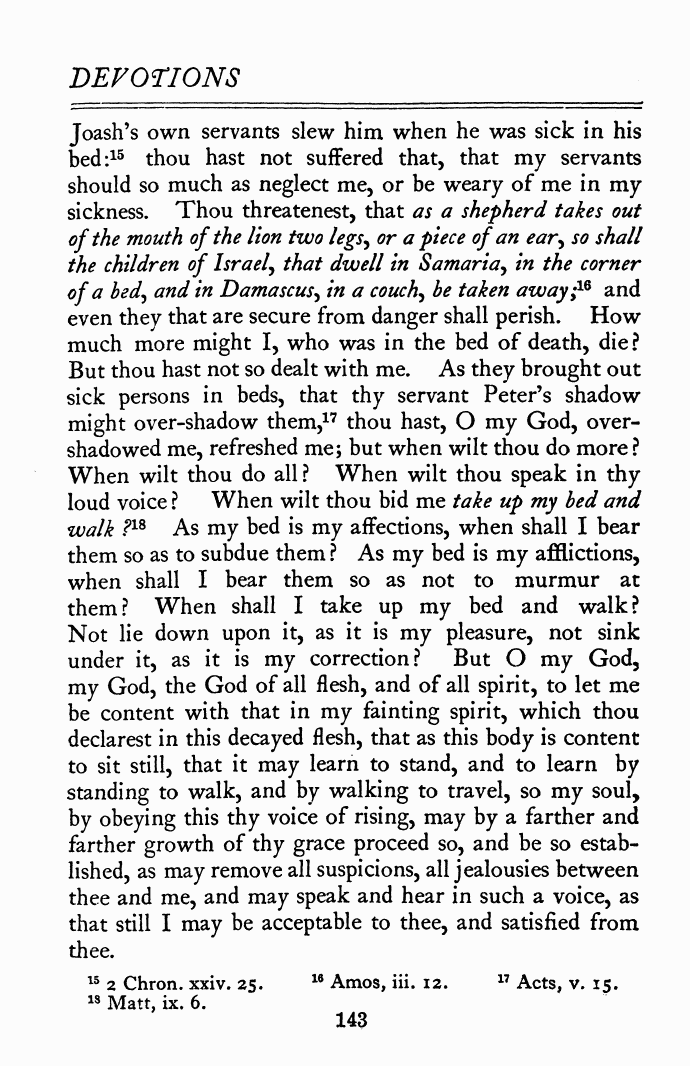 DEVOTIONS
Joash's own servants slew him when he was sick in his
bed:¹⁵ thou hast not suffered that, that my servants
should so much as neglect me, or be weary of me in my
sickness. Thou threatenest, that as a shepherd takes out
of the mouth of the lion two legs, or a piece of an ear, so shall
the children of Israel, that dwell in Samaria, in the corner
of a bed, and in Damascus, in a couch, be taken away;¹⁶ and
even they that are secure from danger shall perish. How
much more might I, who was in the bed of death, die?
But thou hast not so dealt with me. As they brought out
sick persons in beds, that thy servant Peter's shadow
might over-shadow them,¹⁷ thou hast, O my God, over-
shadowed me, refreshed me; but when wilt thou do more?
When wilt thou do all? When wilt thou speak in thy
loud voice? When wilt thou bid me take up my bed and
walk?¹⁸ As my bed is my affections, when shall I bear
them so as to subdue them? As my bed is my afflictions,
when shall I bear them so as not to murmur at
them? When shall I take up my bed and walk?
Not lie down upon it, as it is my pleasure, not sink
under it, as it is my correction? But O my God,
my God, the God of all flesh, and of all spirit, to let me
be content with that in my fainting spirit, which thou
declarest in this decayed flesh, that as this body is content
to sit still, that it may learn to stand, and to learn by
standing to walk, and by walking to travel, so my soul,
by obeying this thy voice of rising, may by a farther and
farther growth of thy grace proceed so, and be so estab-
lished, as may remove all suspicions, all jealousies between
thee and me, and may speak and hear in such a voice, as
that still I may be acceptable to thee, and satisfied from
thee.
¹⁵ 2 Chron. xxiv. 25. ¹⁶ Amos, iii. 12. ¹⁷ Acts, v. 15.
¹⁸ Matt, ix. 6.
143